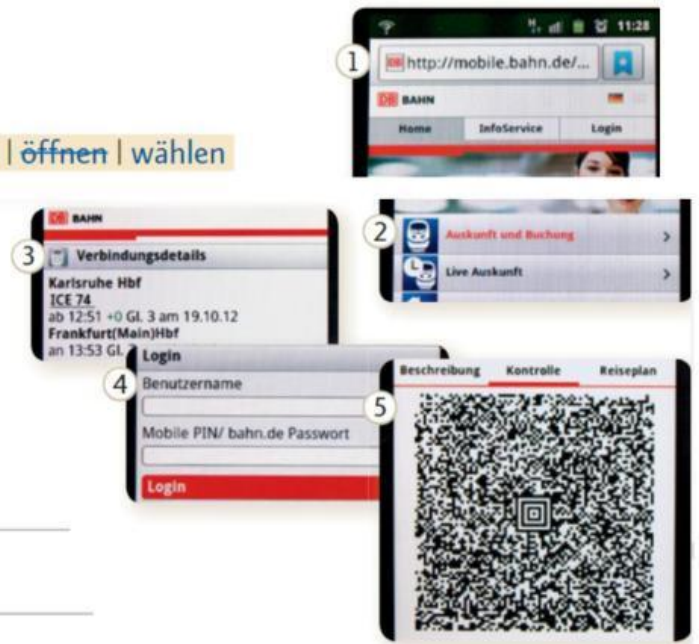 11:28
1
http://mobile.bahn.de/...
DB BAHN
Home InfoService Login
| öffnen | wählen
2
Auskunft und Buchung >
Live Auskunft >
DB BAHN
3
Verbindungsdetails
Karlsruhe Hbf
ICE 74
ab 12:51 +0 Gl. 3 am 19.10.12
Frankfurt(Main)Hbf
an 13:53 Gl.
4
Login
Benutzername
Mobile PIN/ bahn.de Passwort
Login
5
Beschreibung Kontrolle Reiseplan